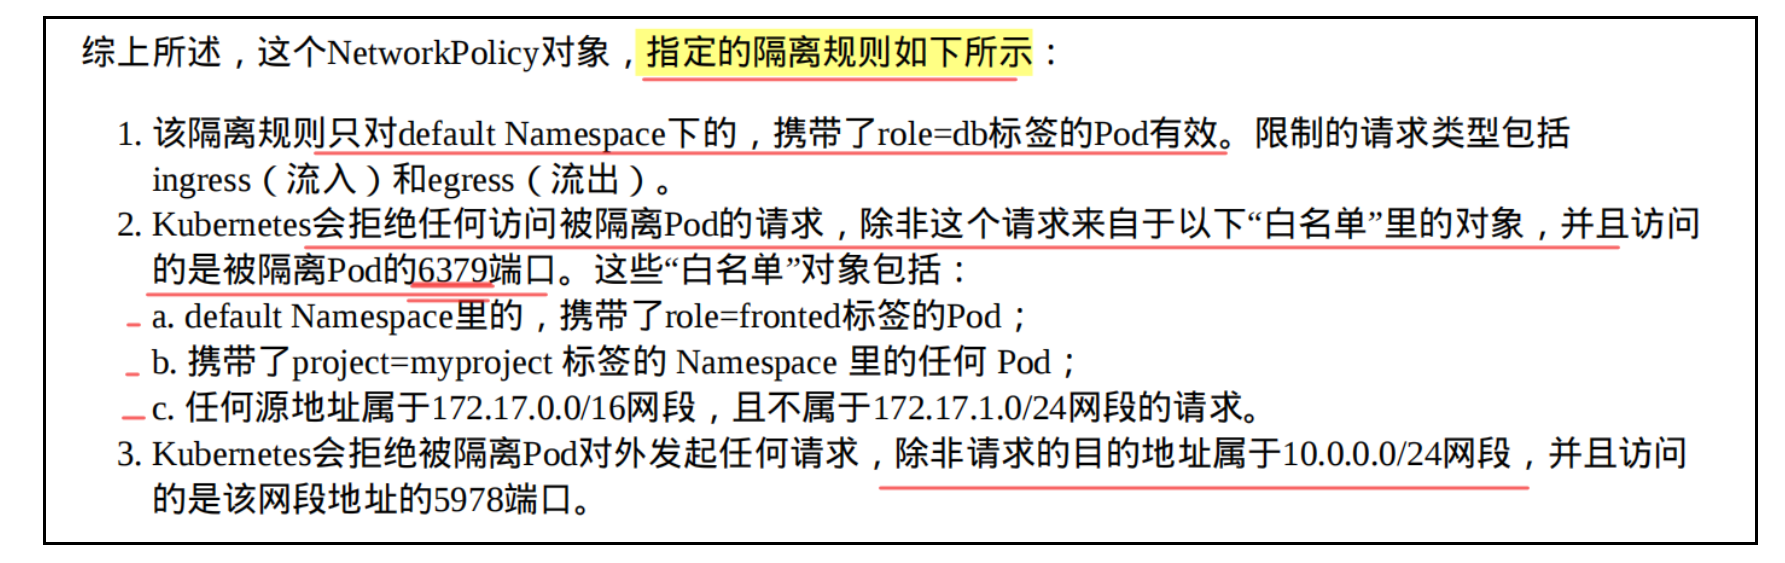 综上所述，这个NetworkPolicy对象，指定的隔离规则如下所示：
1. 该隔离规则只对default Namespace下的，携带了role=db标签的Pod有效。限制的请求类型包括
ingress（流入）和egress（流出）。
2. Kubernetes会拒绝任何访问被隔离Pod的请求，除非这个请求来自于以下“白名单”里的对象，并且访问
的是被隔离Pod的6379端口。这些“白名单”对象包括：
a. default Namespace里的，携带了role=fronted标签的Pod；
b. 携带了project=myproject 标签的 Namespace 里的任何 Pod；
c. 任何源地址属于172.17.0.0/16网段，且不属于172.17.1.0/24网段的请求。
3. Kubernetes会拒绝被隔离Pod对外发起任何请求，除非请求的目的地址属于10.0.0.0/24网段，并且访问
的是该网段地址的5978端口。